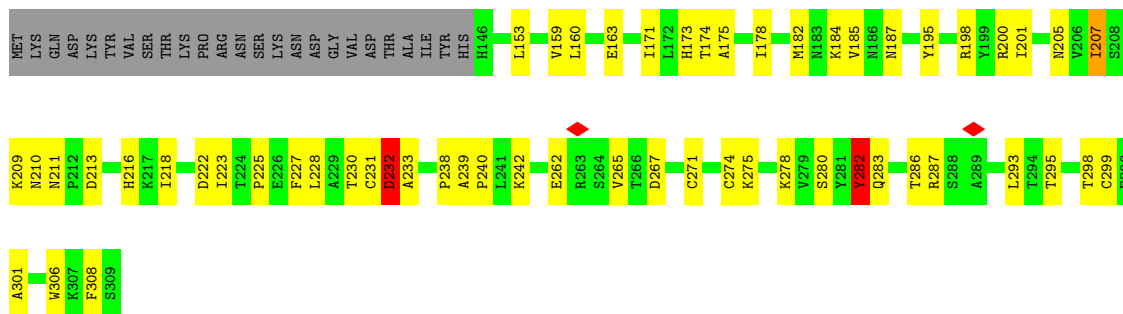 MET LYS GLN ASP LYS TYR VAL SER THR LYS PRO ARG ASN SER LYS ASN ASP GLY VAL ASP THR ALA ILE TYR HIS H146 L153 V159 L160 E163 I171 L172 H173 T174 A175 I178 M182 N183 K184 V185 N186 N187 Y195 R198 Y199 R200 I201 N205 V206 I207 S208
K209 N210 N211 P212 D213 H216 K217 I218 D222 I223 T224 P225 E226 F227 L228 A229 T230 C231 D232 A233 P238 A239 P240 L241 K242 E262 R263 S264 V265 T266 D267 C271 C274 K275 K278 V279 S280 Y281 Y282 Q283 T286 R287 S288 A289 L293 T294 T295 T298 C299
A301 W306 K307 F308 S309